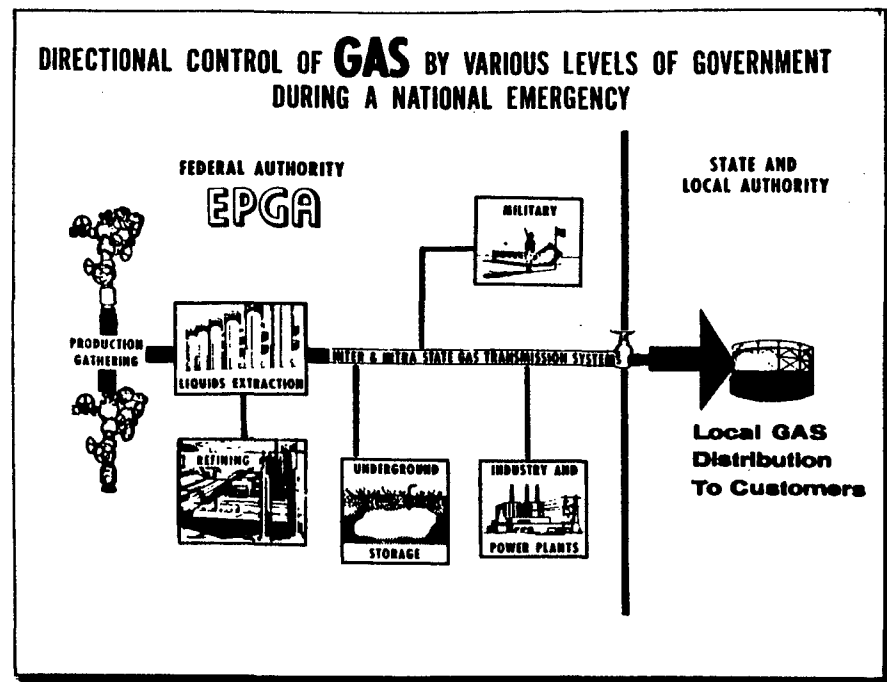 DIRECTIONAL CONTROL OF GAS BY VARIOUS LEVELS OF GOVERNMENT
DURING A NATIONAL EMERGENCY
FEDERAL AUTHORITY
EPGA
STATE AND
LOCAL AUTHORITY
MILITARY
PRODUCTION
GATHERING
LIQUIDS EXTRACTION
INTER & INTRA STATE GAS TRANSMISSION SYSTEMS
REFINING
UNDERGROUND
STORAGE
INDUSTRY AND
POWER PLANTS
Local GAS
Distribution
To Customers